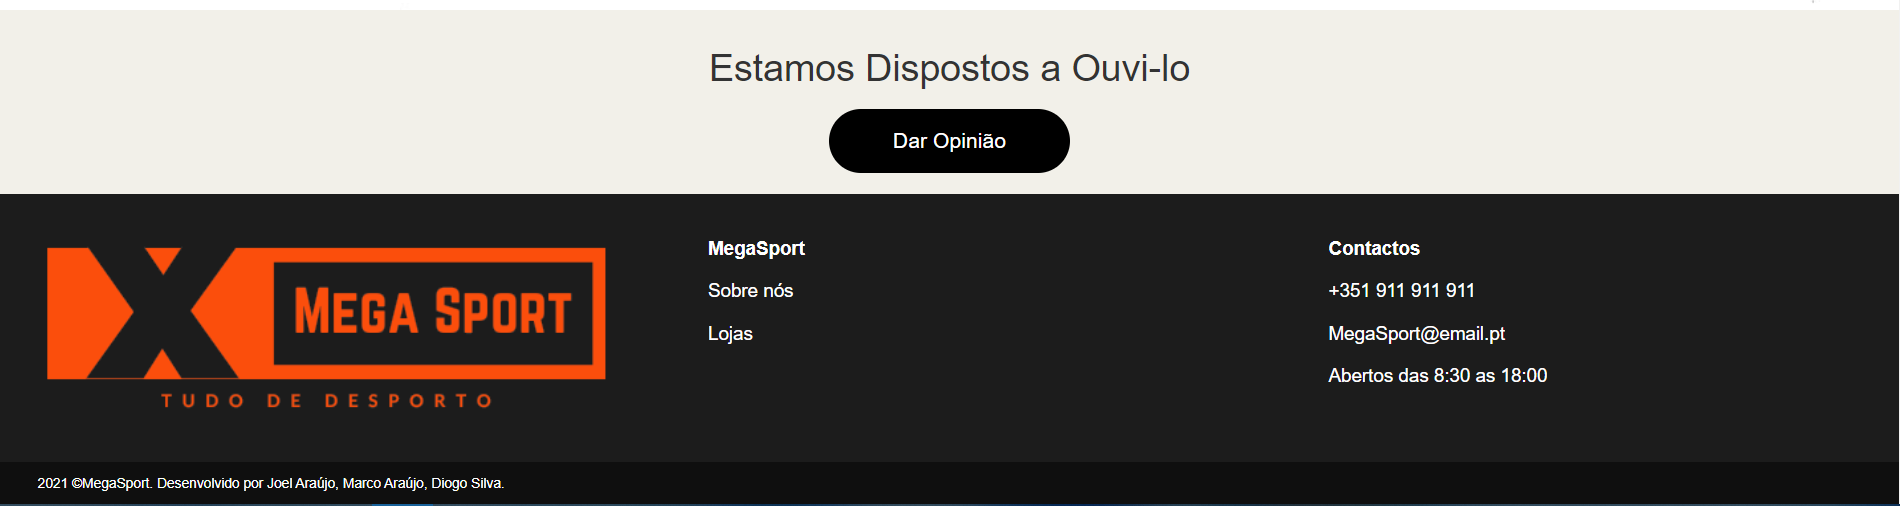 Estamos Dispostos a Ouvi-lo
Dar Opinião
MEGA SPORT
TUDO DE DESPORTO
MegaSport
Sobre nós
Lojas
Contactos
+351 911 911 911
MegaSport@email.pt
Abertos das 8:30 as 18:00
2021 ©MegaSport. Desenvolvido por Joel Araújo, Marco Araújo, Diogo Silva.